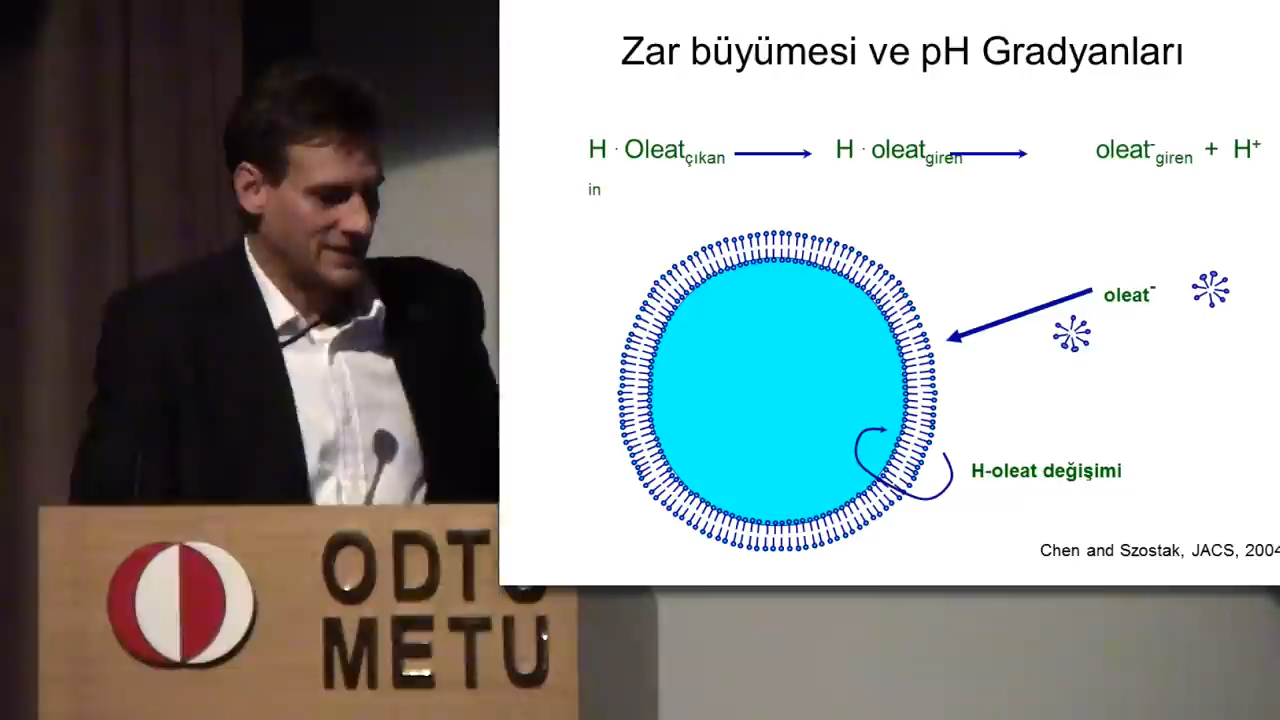 Zar büyümesi ve pH Gradyanları
H · Oleatçıkan H · oleatgiren oleat-giren + H+
in
oleat-
H-oleat değişimi
Chen and Szostak, JACS, 2004
ODTÜ
METU